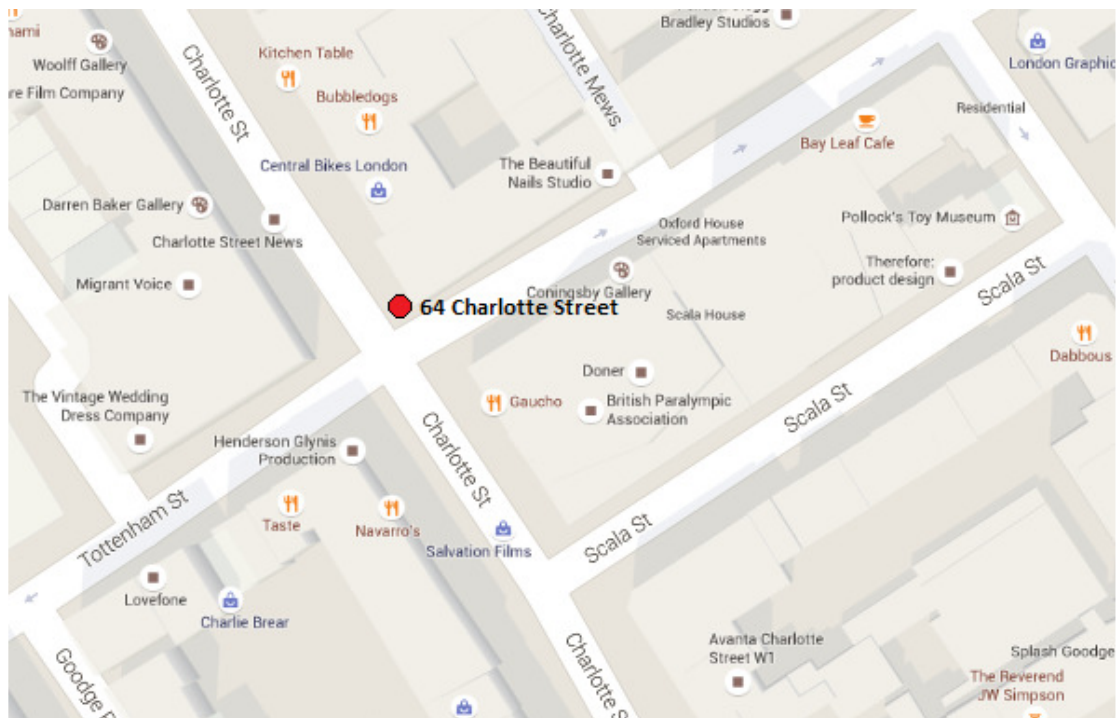 nami
Bradley Studios
Woolff Gallery
re Film Company
Charlotte St
Kitchen Table
Bubbledogs
Charlotte Mews
London Graphic
Residential
Bay Leaf Cafe
Central Bikes London
The Beautiful
Nails Studio
Darren Baker Gallery
Charlotte Street News
Oxford House
Serviced Apartments
Pollock's Toy Museum
Migrant Voice
Coningsby Gallery
Therefore:
product design
Scala St
64 Charlotte Street
Scala House
Dabbous
Doner
The Vintage Wedding
Dress Company
Gaucho
British Paralympic
Association
Scala St
Henderson Glynis
Production
Charlotte St
Tottenham St
Taste
Navarro's
Salvation Films
Scala St
Lovefone
Charlie Brear
Avanta Charlotte
Street W1
Splash Goodge
Goodge
Charlotte S
The Reverend
JW Simpson